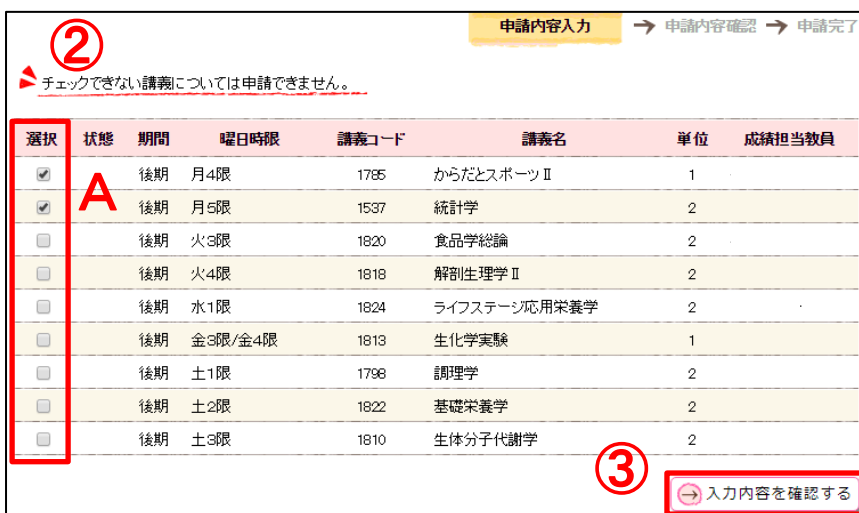 申請内容入力 → 申請内容確認 → 申請完了
②
チェックできない講義については申請できません。
選択 状態 期間 曜日時限 講義コード 講義名 単位 成績担当教員
A
後期 月4限 1785 からだとスポーツⅡ 1
後期 月5限 1537 統計学 2
後期 火3限 1820 食品学総論 2
後期 火4限 1818 解剖生理学Ⅱ 2
後期 水1限 1824 ライフステージ応用栄養学 2
後期 金3限/金4限 1813 生化学実験 1
後期 土1限 1798 調理学 2
後期 土2限 1822 基礎栄養学 2
後期 土3限 1810 生体分子代謝学 2
③
入力内容を確認する